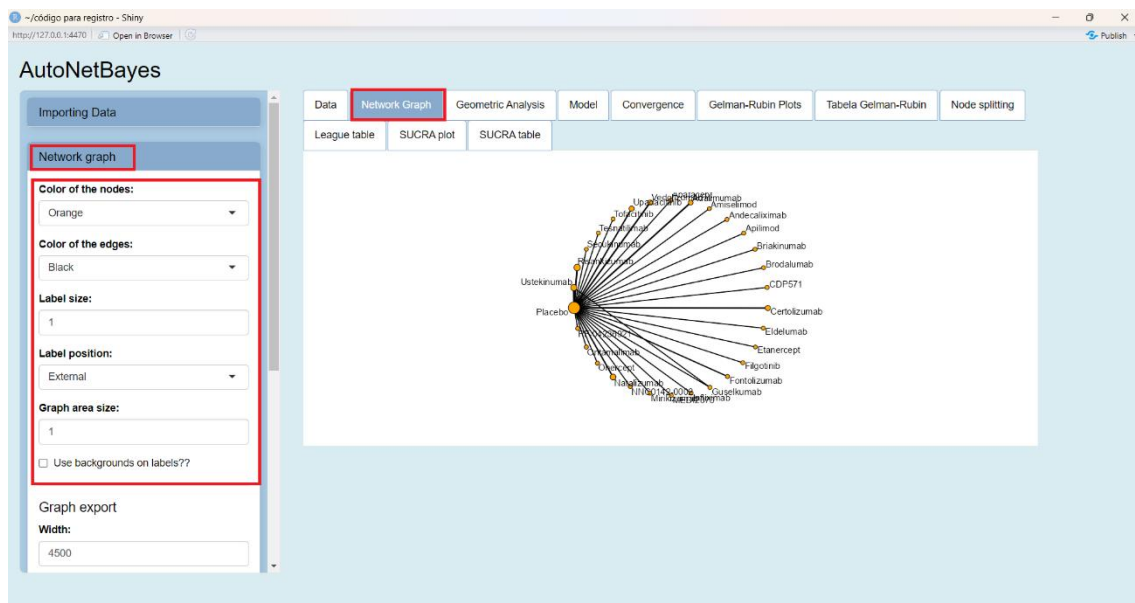 ~/código para registro - Shiny
http://127.0.0.1:4470 Open in Browser Publish
AutoNetBayes
Importing Data
Network graph
Color of the nodes:
Orange
Color of the edges:
Black
Label size:
1
Label position:
External
Graph area size:
1
Use backgrounds on labels??
Graph export
Width:
4500
Data Network Graph Geometric Analysis Model Convergence Gelman-Rubin Plots Tabela Gelman-Rubin Node splitting
League table SUCRA plot SUCRA table
Amiselimod
Andecaliximab
Apilimod
Briakinumab
Brodalumab
CDP571
Certolizumab
Eldelumab
Etanercept
Filgotinib
Fontolizumab
Guselkumab
Natalizumab
Onercept
Placebo
Ustekinumab
Risankizumab
Secukinumab
Tesnatilimab
Tofacitinib
Upadacitinib